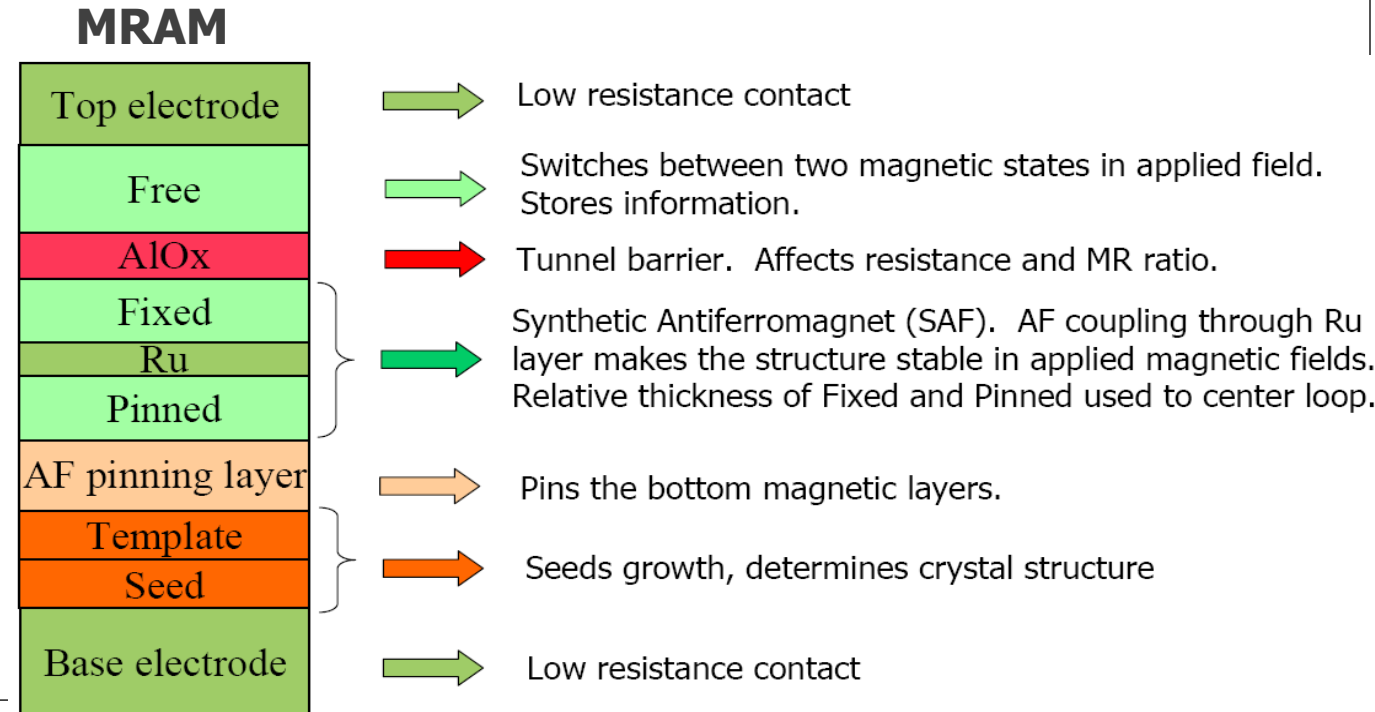 MRAM
Top electrode
Low resistance contact
Free
Switches between two magnetic states in applied field.
Stores information.
AlOx
Tunnel barrier. Affects resistance and MR ratio.
Fixed
Ru
Pinned
Synthetic Antiferromagnet (SAF). AF coupling through Ru
layer makes the structure stable in applied magnetic fields.
Relative thickness of Fixed and Pinned used to center loop.
AF pinning layer
Pins the bottom magnetic layers.
Template
Seed
Seeds growth, determines crystal structure
Base electrode
Low resistance contact